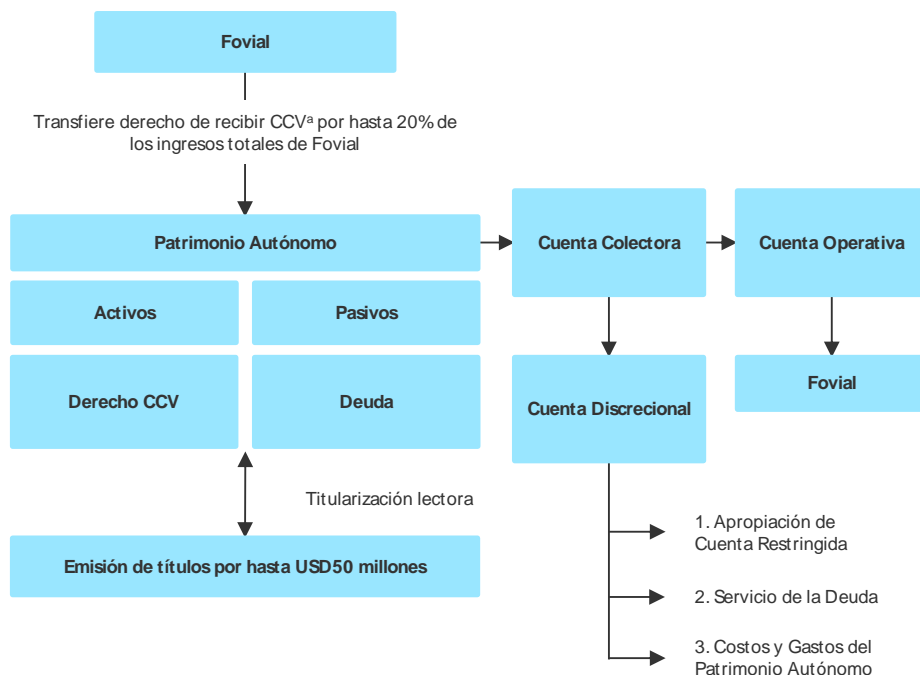 Fovial
Transfiere derecho de recibir CCVᵃ por hasta 20% de
los ingresos totales de Fovial
Patrimonio Autónomo
Cuenta Colectora
Cuenta Operativa
Activos
Pasivos
Derecho CCV
Deuda
Cuenta Discrecional
Fovial
Titularización lectora
Emisión de títulos por hasta USD50 millones
1. Apropiación de
Cuenta Restringida
2. Servicio de la Deuda
3. Costos y Gastos del
Patrimonio Autónomo